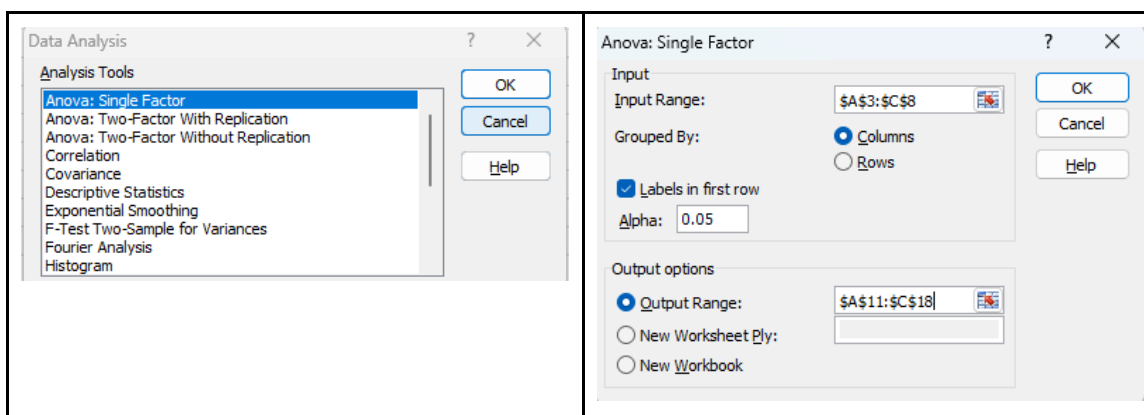 Data Analysis ?
Analysis Tools
Anova: Single Factor
Anova: Two-Factor With Replication
Anova: Two-Factor Without Replication
Correlation
Covariance
Descriptive Statistics
Exponential Smoothing
F-Test Two-Sample for Variances
Fourier Analysis
Histogram
OK
Cancel
Help
Anova: Single Factor ?
Input
Input Range: $A$3:$C$8
Grouped By: Columns
Rows
Labels in first row
Alpha: 0.05
Output options
Output Range: $A$11:$C$18
New Worksheet Ply:
New Workbook
OK
Cancel
Help